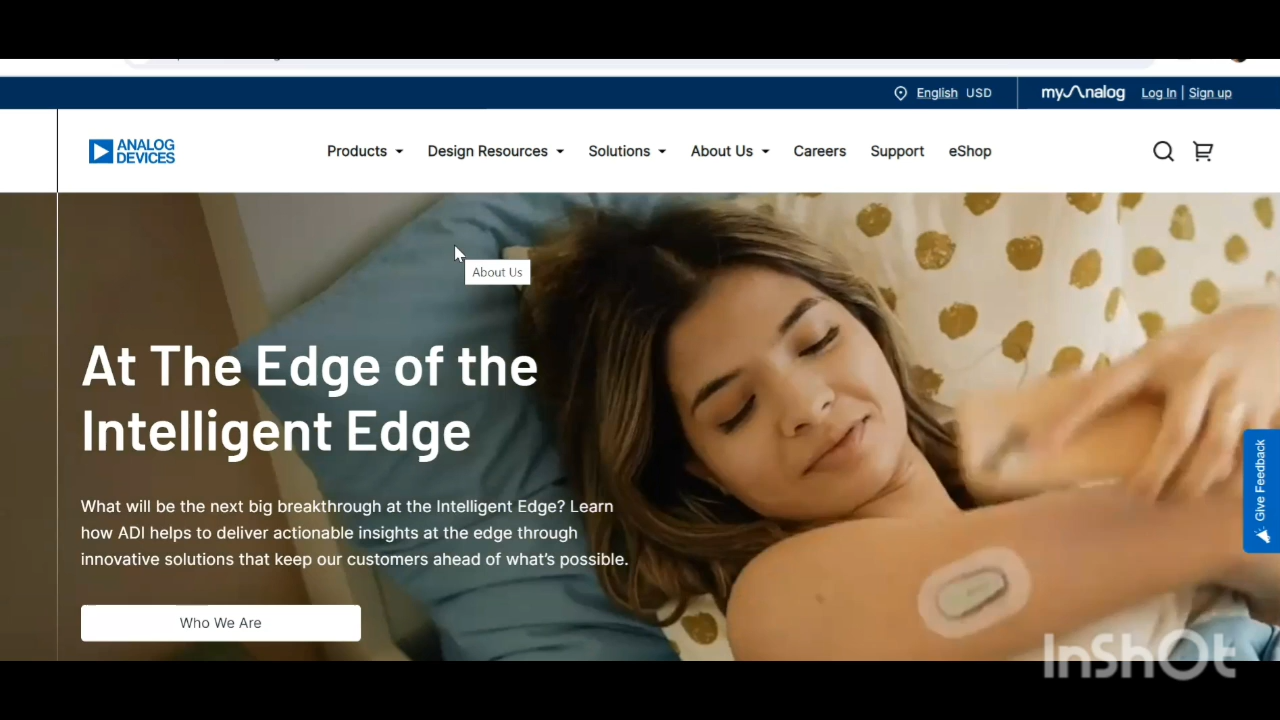 English USD
myAnalog
Log In | Sign up
ANALOG
DEVICES
Products
Design Resources
Solutions
About Us
Careers
Support
eShop
About Us
At The Edge of the
Intelligent Edge
What will be the next big breakthrough at the Intelligent Edge? Learn
how ADI helps to deliver actionable insights at the edge through
innovative solutions that keep our customers ahead of what's possible.
Who We Are
Give Feedback
InShOt